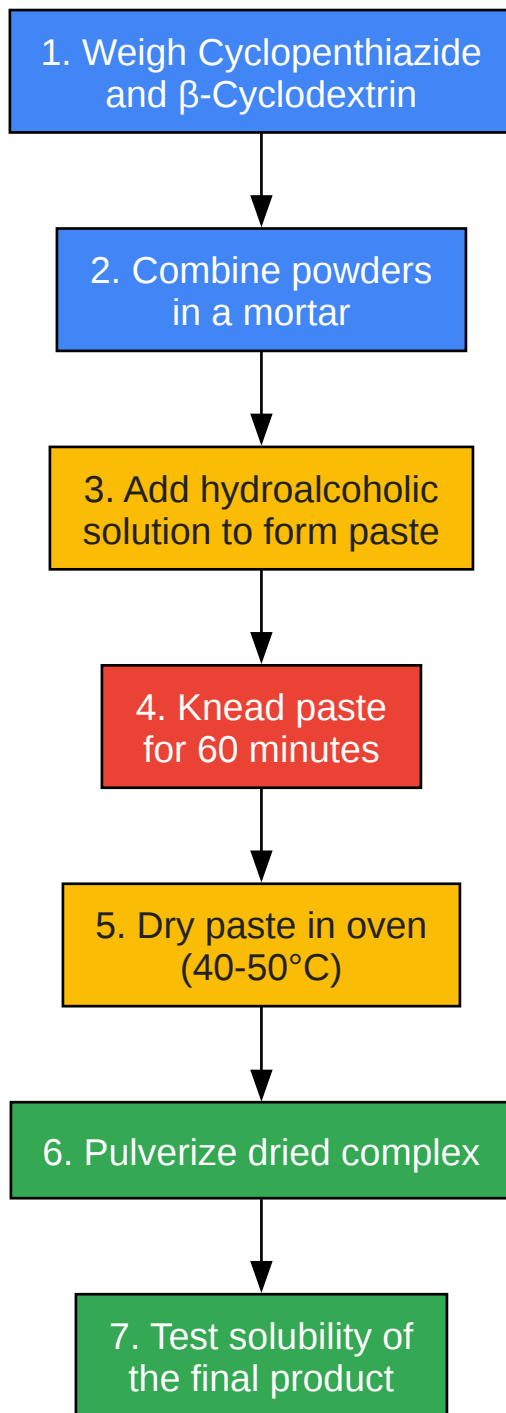 1. Weigh Cyclopenthiazide
and β-Cyclodextrin
2. Combine powders
in a mortar
3. Add hydroalcoholic
solution to form paste
4. Knead paste
for 60 minutes
5. Dry paste in oven
(40-50°C)
6. Pulverize dried complex
7. Test solubility of
the final product